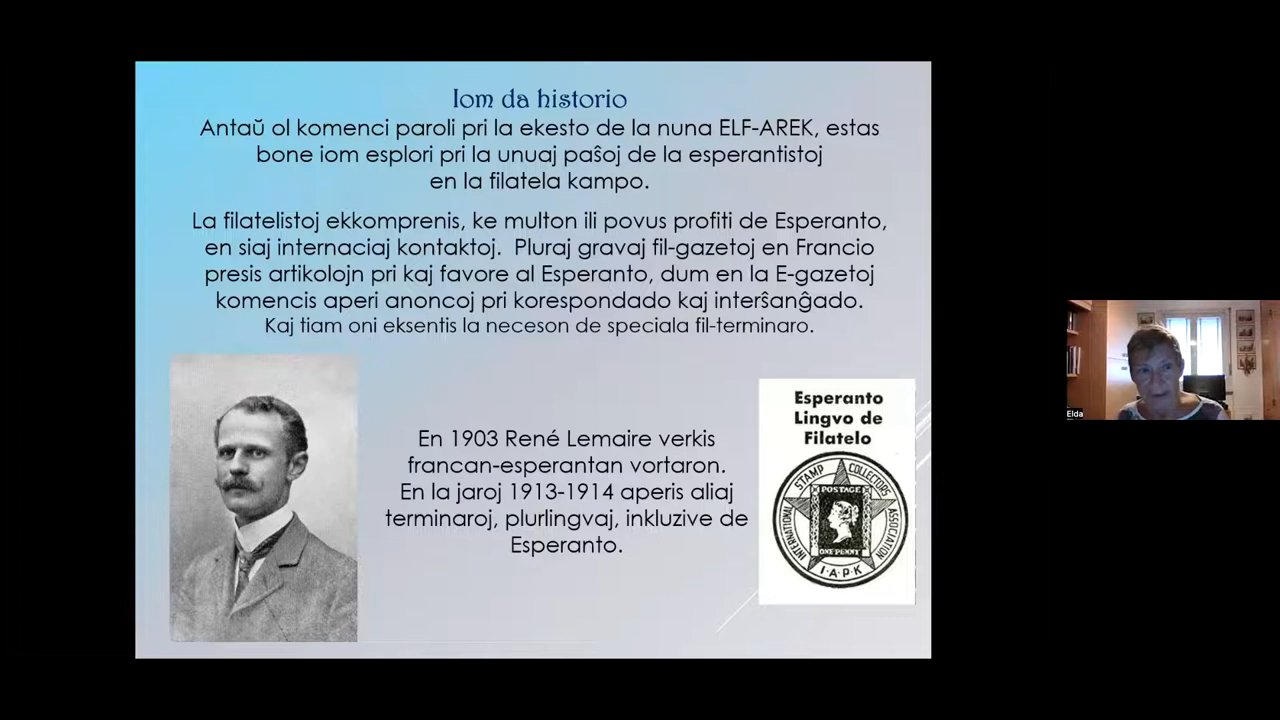 Iom da historio
Antaŭ ol komenci paroli pri la ekesto de la nuna ELF-AREK, estas
bone iom esplori pri la unuaj paŝoj de la esperantistoj
en la filatela kampo.
La filatelistoj ekkomprenis, ke multon ili povus profiti de Esperanto,
en siaj internaciaj kontaktoj. Pluraj gravaj fil-gazetoj en Francio
presis artikolojn pri kaj favore al Esperanto, dum en la E-gazetoj
komencis aperi anoncoj pri korespondado kaj interŝanĝado.
Kaj tiam oni eksentis la neceson de speciala fil-terminaro.
En 1903 René Lemaire verkis
francan-esperantan vortaron.
En la jaroj 1913-1914 aperis aliaj
terminaroj, plurlingvaj, inkluzive de
Esperanto.
Esperanto
Lingvo de
Filatelo
INTERNATIONAL STAMP COLLECTORS ASSOCIATION
POSTAGE
ONE PENNY
I·A·P·K
Elda